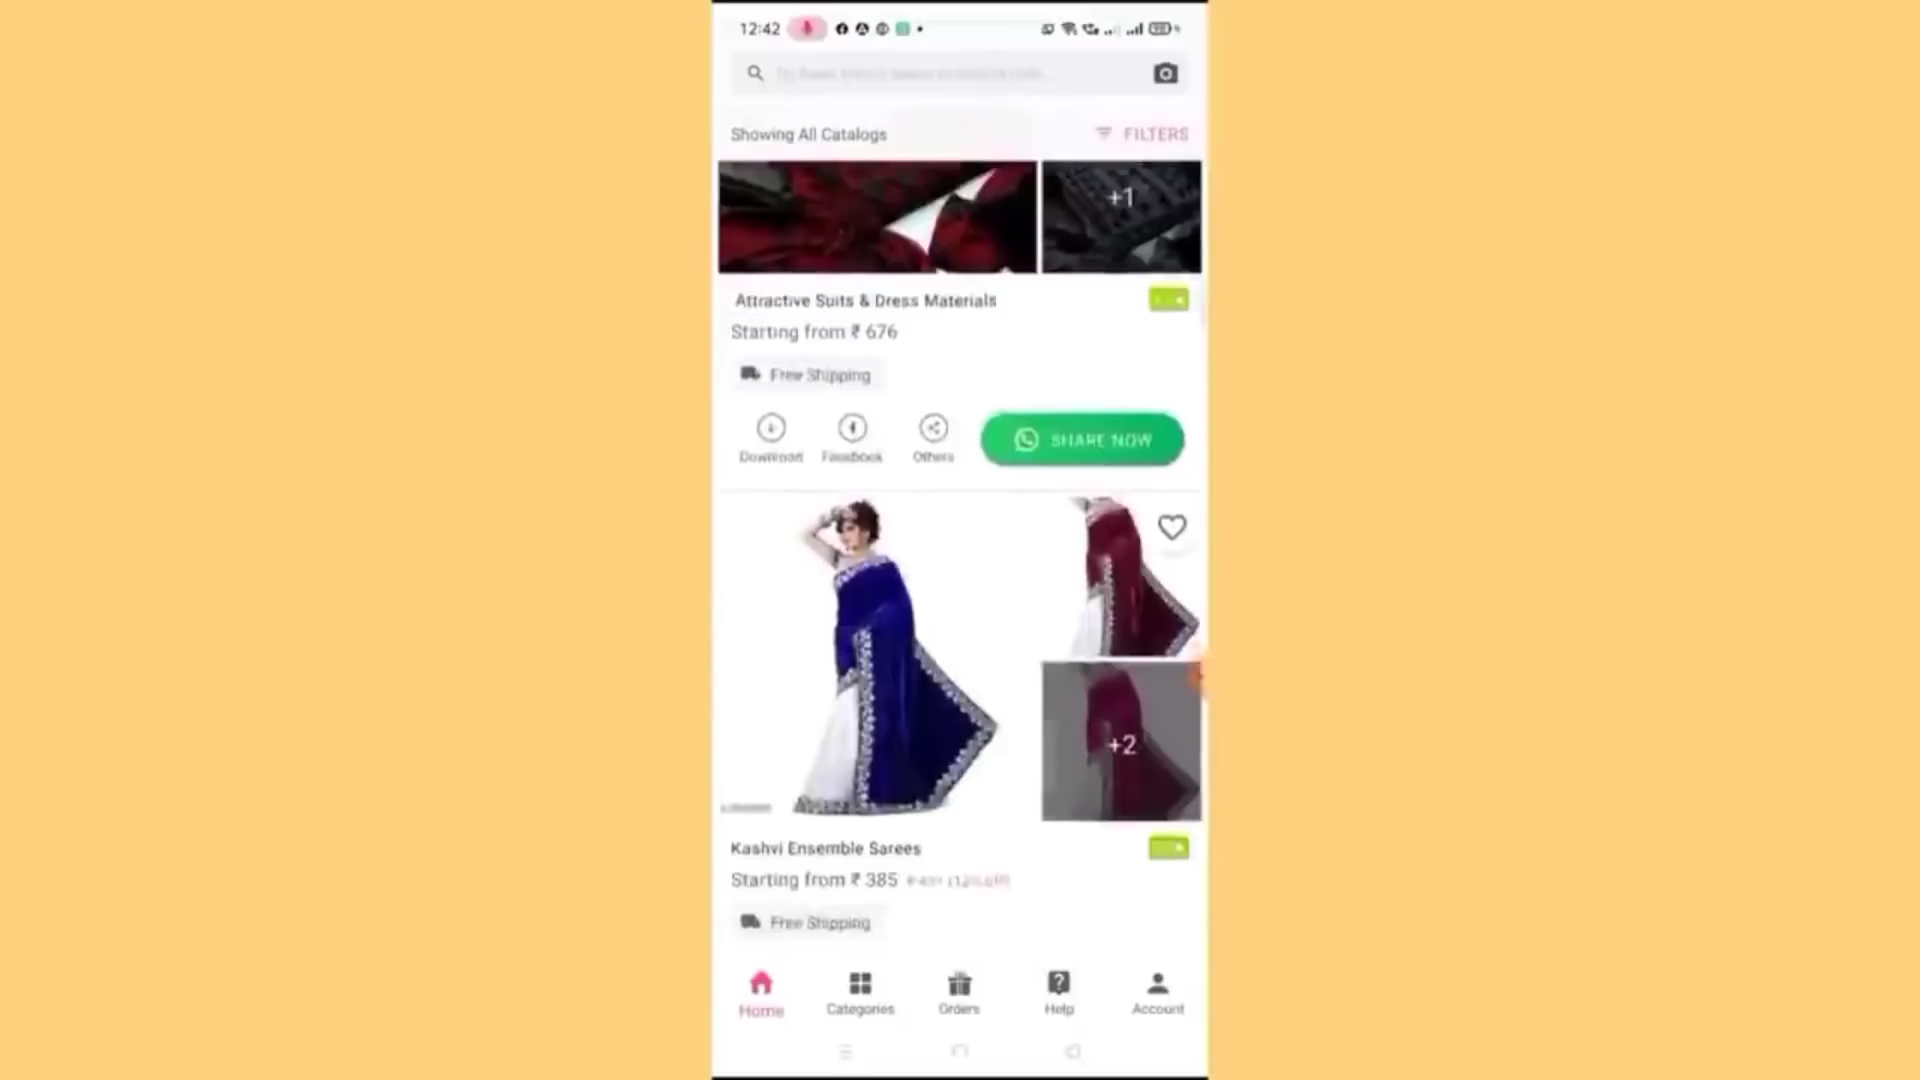 12:42
Showing All Catalogs
FILTERS
+1
Attractive Suits & Dress Materials
Starting from ₹ 676
Free Shipping
Download
Facebook
Others
SHARE NOW
+2
Kashvi Ensemble Sarees
Starting from ₹ 385
Free Shipping
Home
Categories
Orders
Help
Account